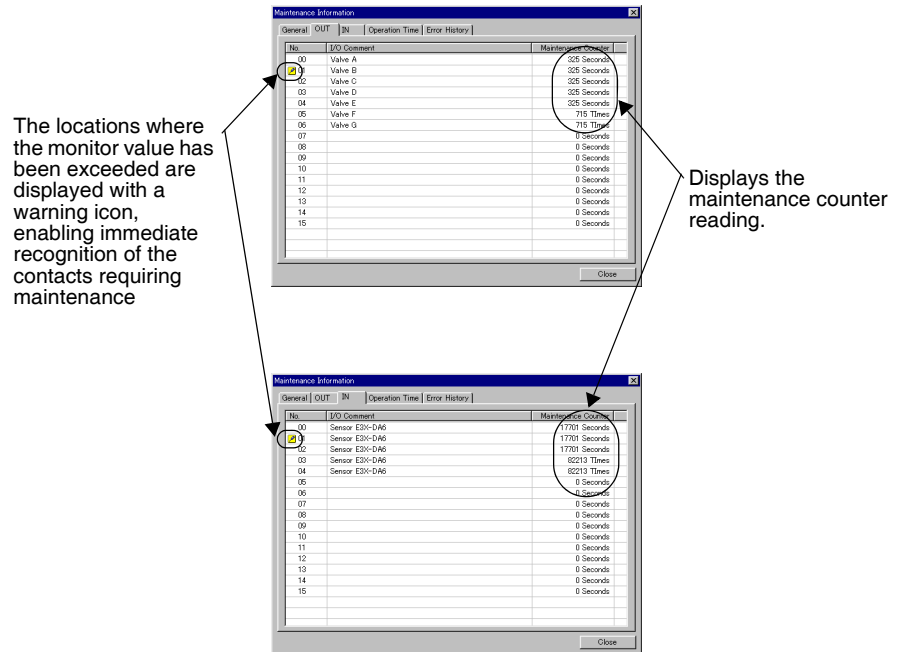 Maintenance Information
General OUT IN Operation Time Error History
No. I/O Comment Maintenance Counter
00 Valve A 325 Seconds
01 Valve B 325 Seconds
02 Valve C 325 Seconds
03 Valve D 325 Seconds
04 Valve E 325 Seconds
05 Valve F 715 TImes
06 Valve G 715 TImes
07 0 Seconds
08 0 Seconds
09 0 Seconds
10 0 Seconds
11 0 Seconds
12 0 Seconds
13 0 Seconds
14 0 Seconds
15 0 Seconds
Close
The locations where
the monitor value has
been exceeded are
displayed with a
warning icon,
enabling immediate
recognition of the
contacts requiring
maintenance
Displays the
maintenance counter
reading.
Maintenance Information
General OUT IN Operation Time Error History
No. I/O Comment Maintenance Counter
00 Sensor E3X-DA6 17701 Seconds
01 Sensor E3X-DA6 17701 Seconds
02 Sensor E3X-DA6 17701 Seconds
03 Sensor E3X-DA6 82213 TImes
04 Sensor E3X-DA6 82213 TImes
05 0 Seconds
06 0 Seconds
07 0 Seconds
08 0 Seconds
09 0 Seconds
10 0 Seconds
11 0 Seconds
12 0 Seconds
13 0 Seconds
14 0 Seconds
15 0 Seconds
Close